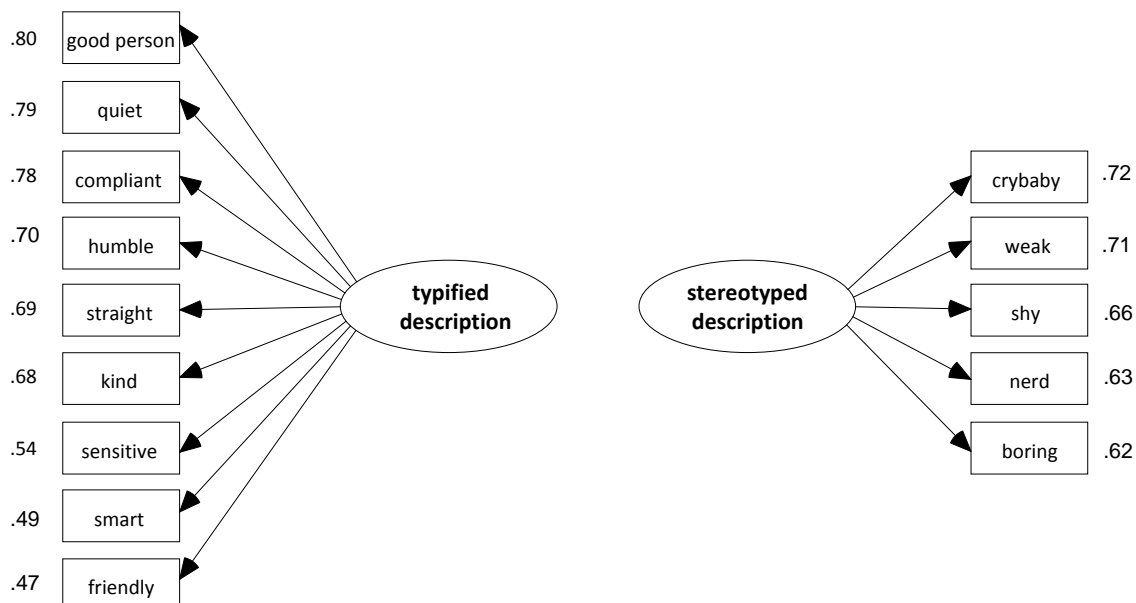 .80 good person
.79 quiet
.78 compliant
.70 humble
.69 straight
.68 kind
.54 sensitive
.49 smart
.47 friendly
typified
description
stereotyped
description
crybaby .72
weak .71
shy .66
nerd .63
boring .62